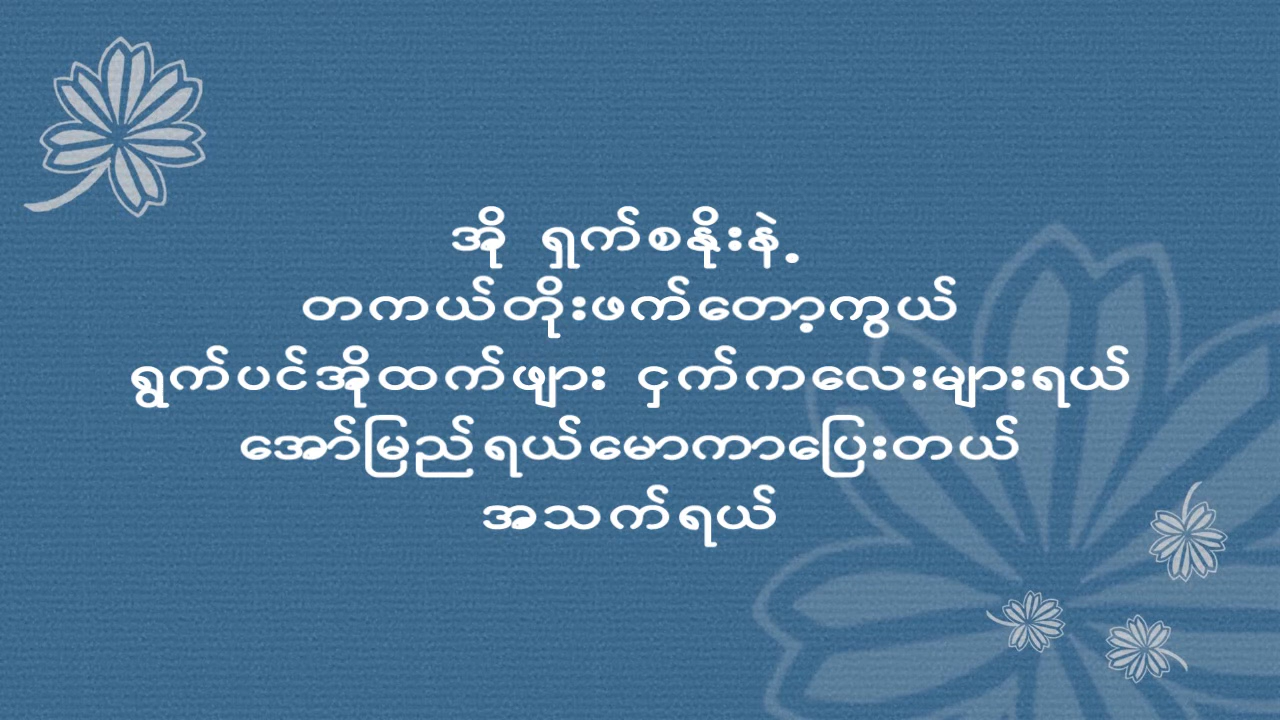 အို ရှက်စနိုးနဲ့
တကယ်တိုးဖက်တော့ကွယ်
ရွက်ပင်အိုထက်ဖျား ငှက်ကလေးများရယ်
အော်မြည်ရယ်မောကာပြေးတယ်
အသက်ရယ်